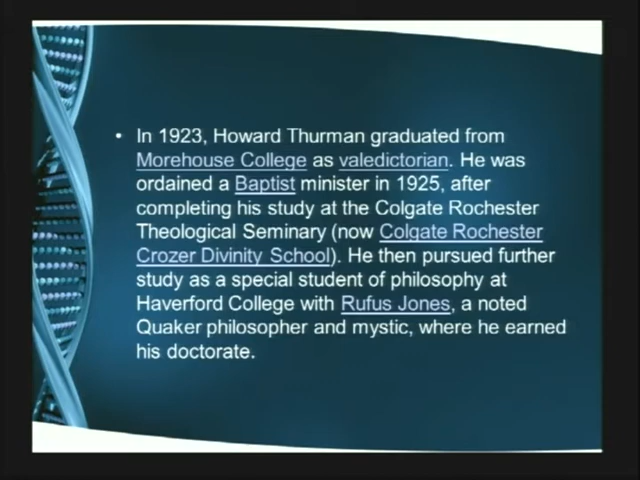 • In 1923, Howard Thurman graduated from
Morehouse College as valedictorian. He was
ordained a Baptist minister in 1925, after
completing his study at the Colgate Rochester
Theological Seminary (now Colgate Rochester
Crozer Divinity School). He then pursued further
study as a special student of philosophy at
Haverford College with Rufus Jones, a noted
Quaker philosopher and mystic, where he earned
his doctorate.